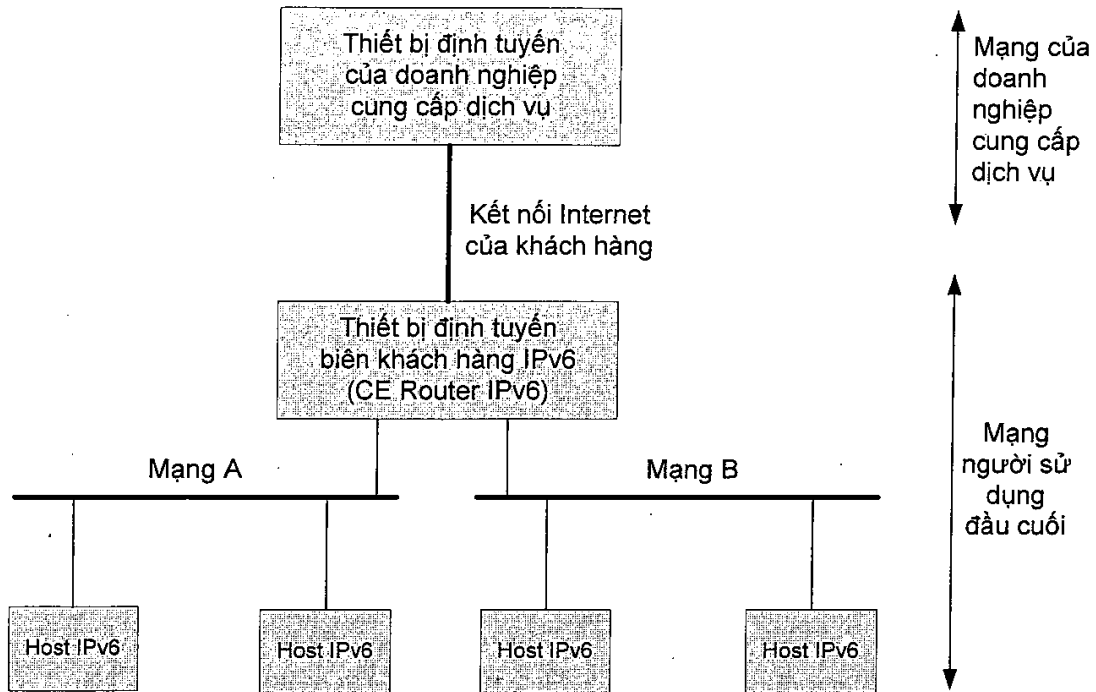 Thiết bị định tuyến
của doanh nghiệp
cung cấp dịch vụ
Mạng của
doanh
nghiệp
cung cấp
dịch vụ
Kết nối Internet
của khách hàng
Thiết bị định tuyến
biên khách hàng IPv6
(CE Router IPv6)
Mạng A
Mạng B
Mạng
người sử
dụng
đầu cuối
Host IPv6
Host IPv6
Host IPv6
Host IPv6